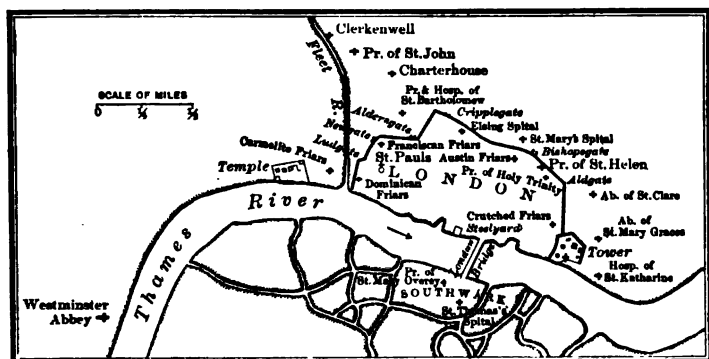 Clerkenwell
Fleet R.
Pr. of St. John
Charterhouse
SCALE OF MILES
0
Pr. & Hosp. of
St. Bartholomew
Cripplegate
Aldersgate
Elsing Spital
Newgate
St. Mary's Spital
Ludgate
Franciscan Friars
Bishopsgate
Carmelite Friars
St. Pauls
Austin Friars
Pr. of St. Helen
Temple
Pr. of Holy Trinity
Aldgate
LONDON
Dominican
Friars
Ab. of St. Clare
River
Thames
Crutched Friars
Steelyard
Ab. of
St. Mary Graces
London
Bridge
Tower
Pr. of
St. Mary Overey
Hosp. of
St. Katharine
SOUTHWARK
St. Thomas's
Spital
Westminster
Abbey